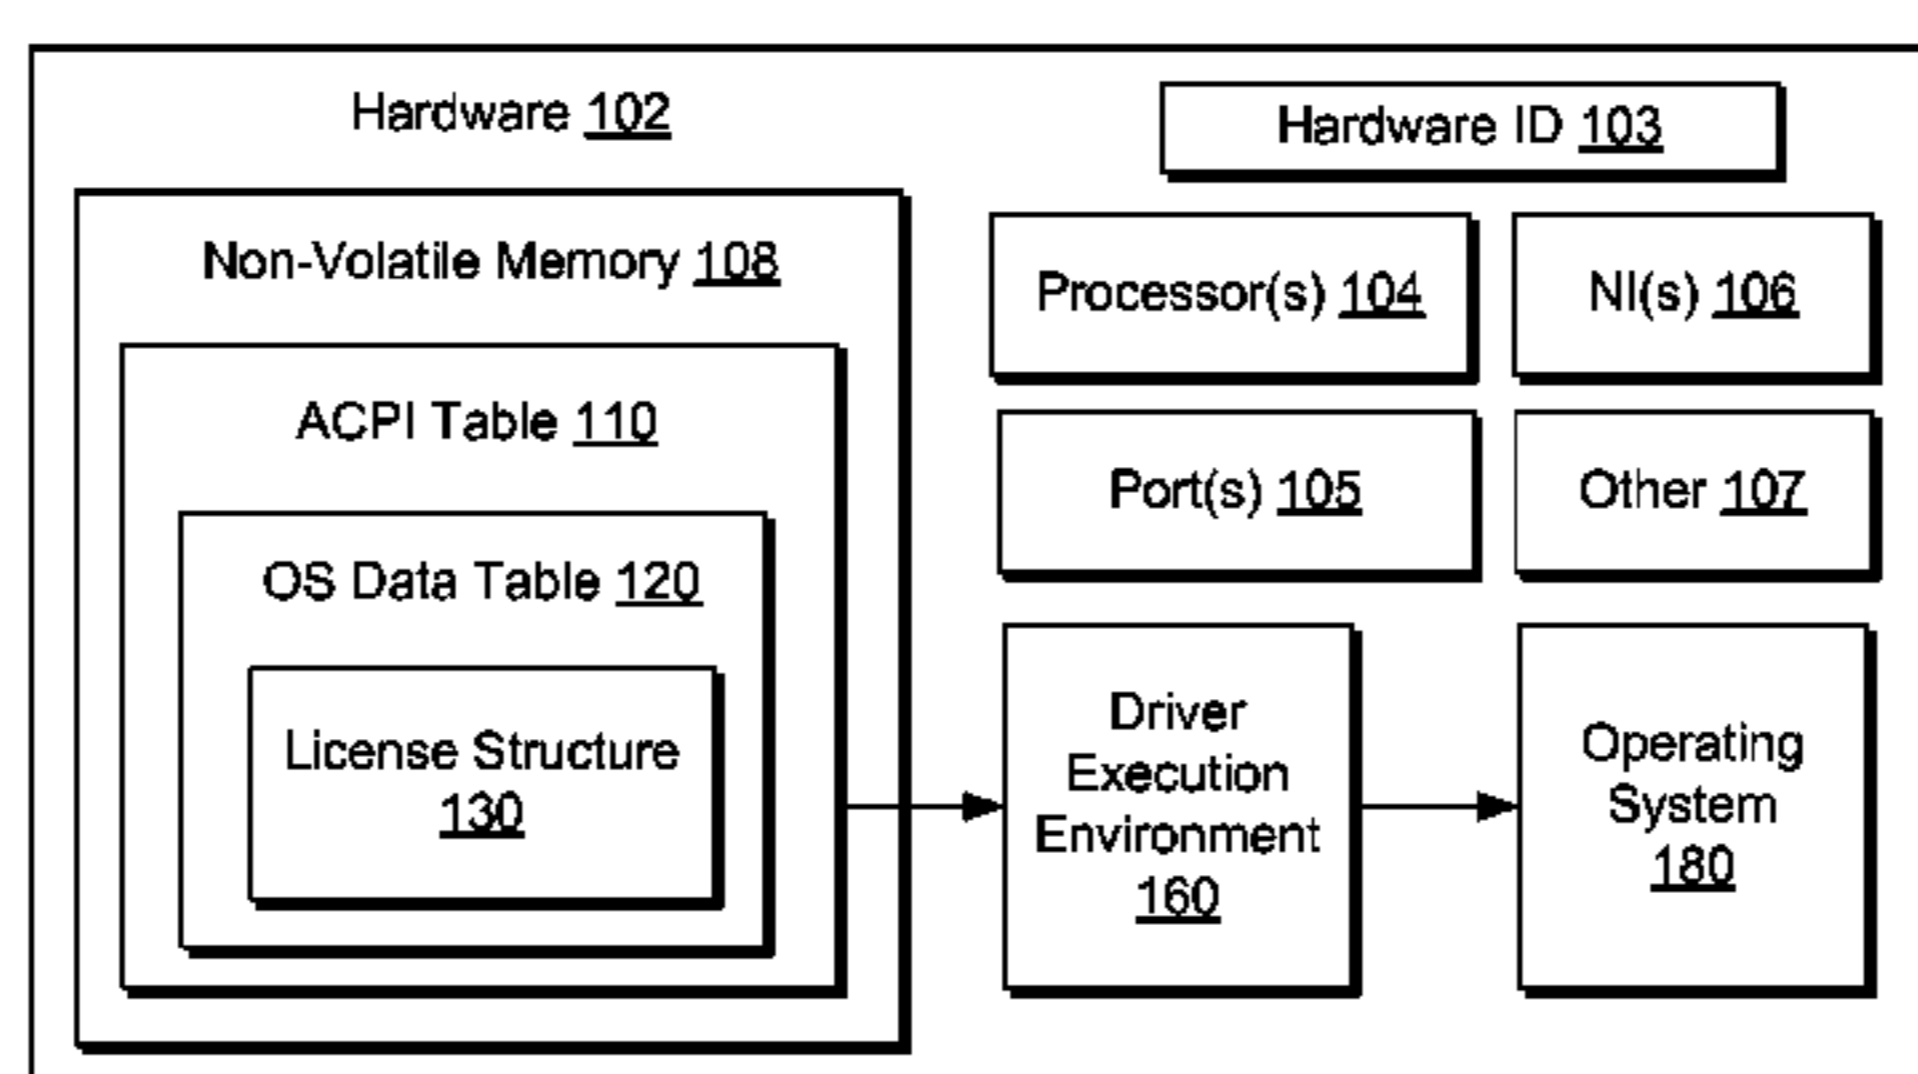 Hardware 102
Hardware ID 103
Non-Volatile Memory 108
Processor(s) 104
NI(s) 106
ACPI Table 110
Port(s) 105
Other 107
OS Data Table 120
License Structure
130
Driver
Execution
Environment
160
Operating
System
180